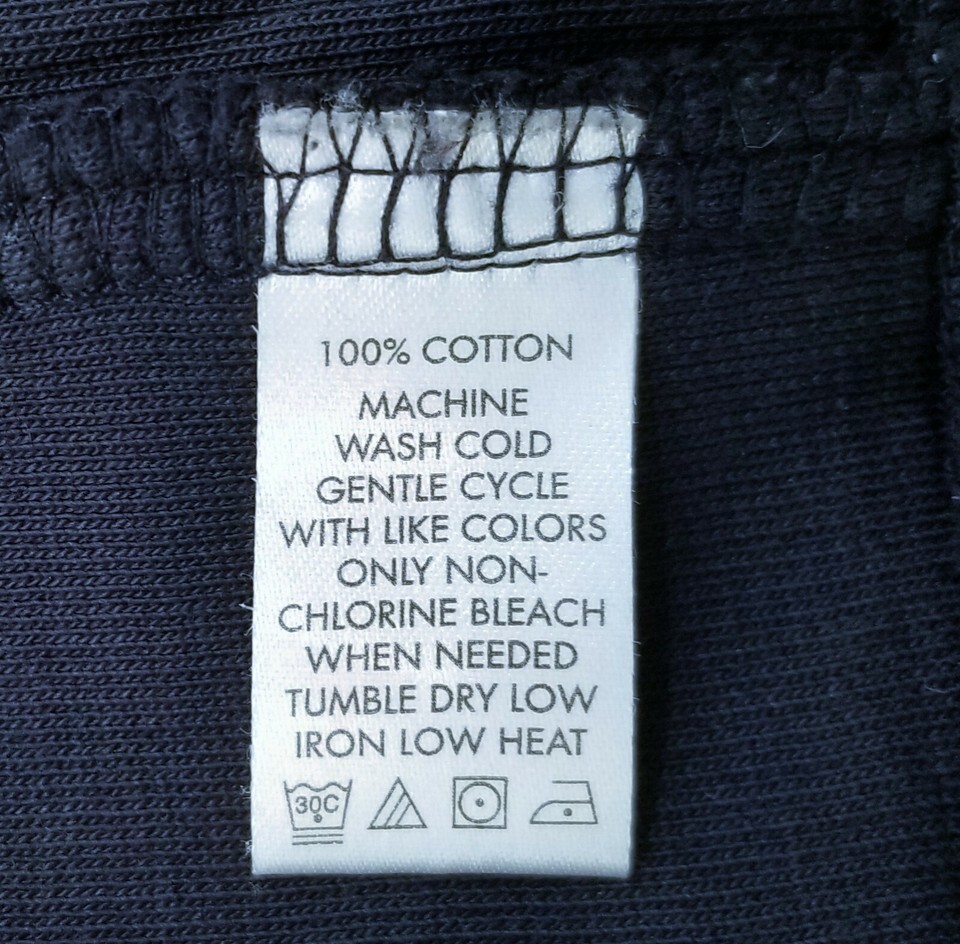 100% COTTON
MACHINE
WASH COLD
GENTLE CYCLE
WITH LIKE COLORS
ONLY NON-
CHLORINE BLEACH
WHEN NEEDED
TUMBLE DRY LOW
IRON LOW HEAT
30C